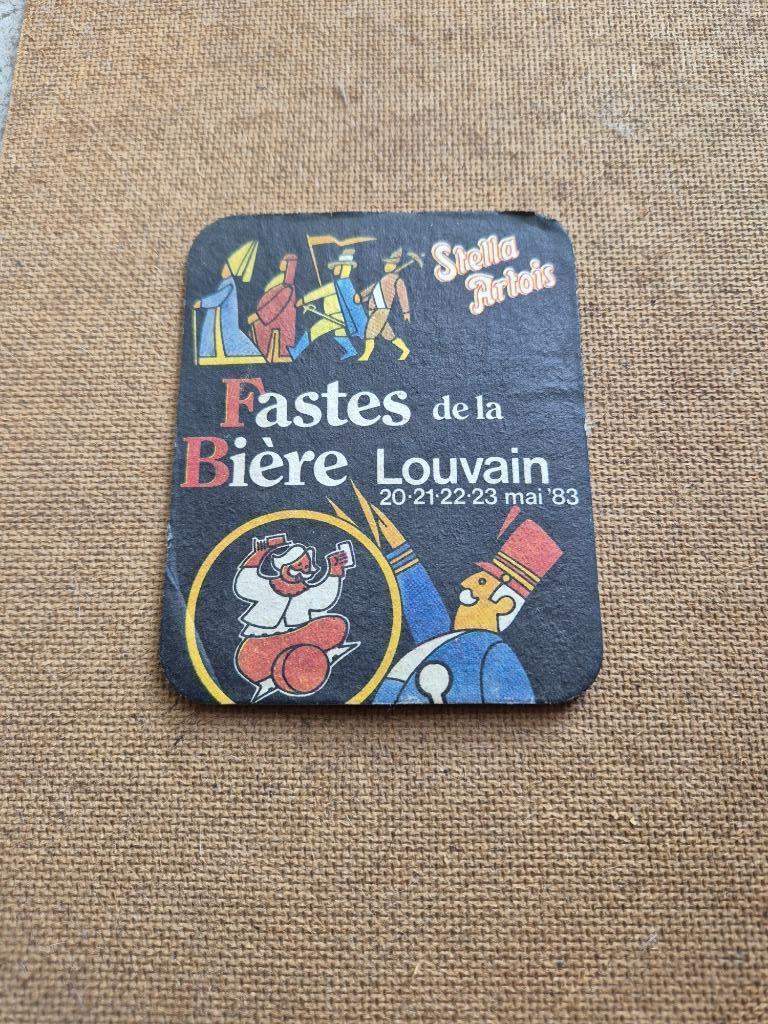 Stella
Artois
Fastes de la
Bière Louvain
20·21·22·23 mai '83